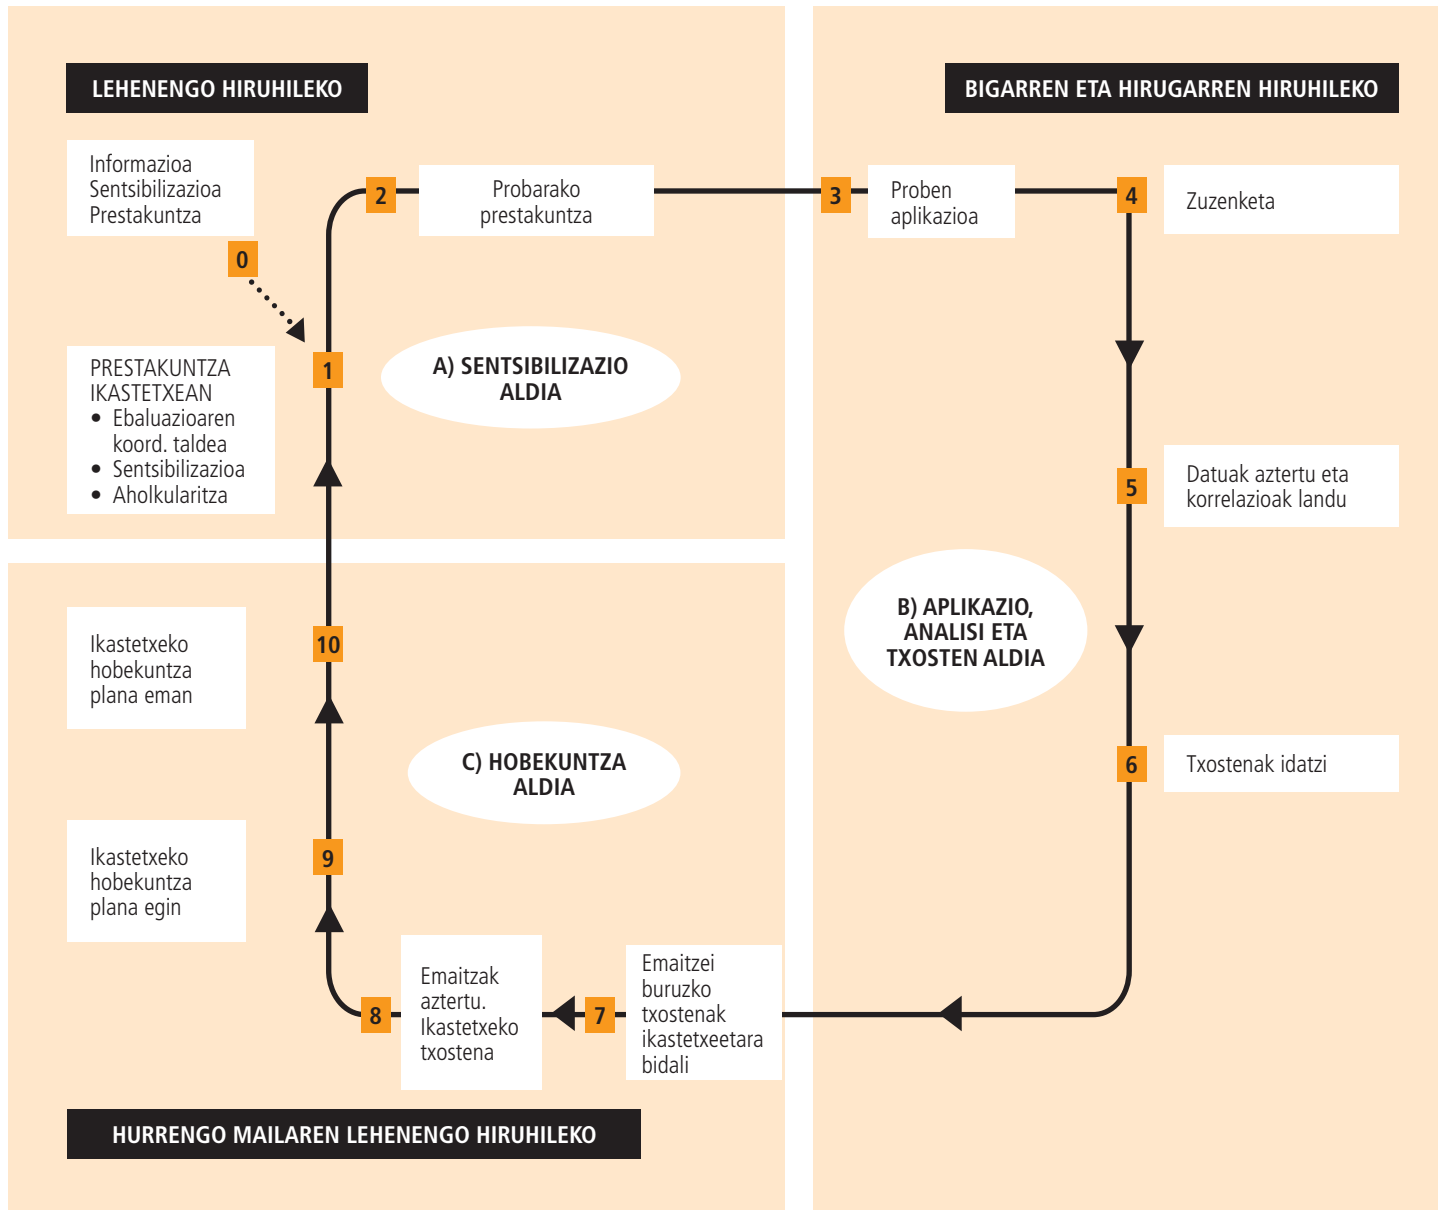 LEHENENGO HIRUHILEKO
Informazioa
Sentsibilizazioa
Prestakuntza
0
PRESTAKUNTZA
IKASTETXEAN
• Ebaluazioaren
koord. taldea
• Sentsibilizazioa
• Aholkularitza
1
2
Probarako
prestakuntza
A) SENTSIBILIZAZIO
ALDIA
BIGARREN ETA HIRUGARREN HIRUHILEKO
3
Proben
aplikazioa
4
Zuzenketa
5
Datuak aztertu eta
korrelazioak landu
B) APLIKAZIO,
ANALISI ETA
TXOSTEN ALDIA
6
Txostenak idatzi
7
Emaitzei
buruzko
txostenak
ikastetxeetara
bidali
8
Emaitzak
aztertu.
Ikastetxeko
txostena
9
Ikastetxeko
hobekuntza
plana egin
10
Ikastetxeko
hobekuntza
plana eman
C) HOBEKUNTZA
ALDIA
HURRENGO MAILAREN LEHENENGO HIRUHILEKO